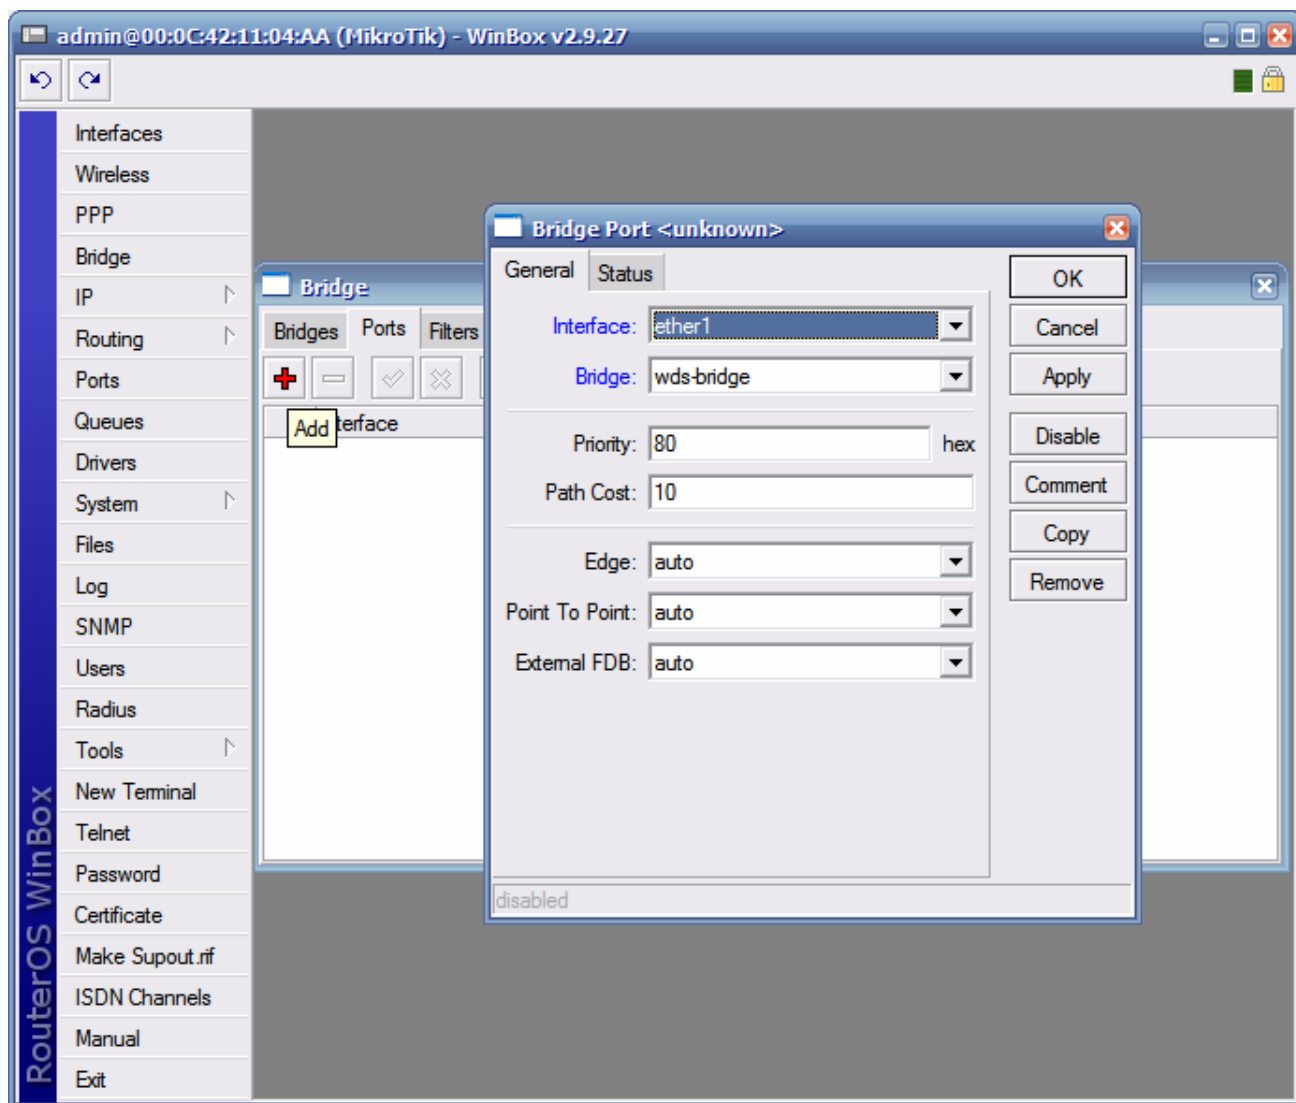 admin@00:0C:42:11:04:AA (MikroTik) - WinBox v2.9.27
Interfaces
Wireless
PPP
Bridge
IP
Routing
Ports
Queues
Drivers
System
Files
Log
SNMP
Users
Radius
Tools
New Terminal
Telnet
Password
Certificate
Make Supout.rif
ISDN Channels
Manual
Exit
RouterOS WinBox
Bridge
Bridges Ports Filters
Add
terface
Bridge Port <unknown>
General Status
Interface: ether1
Bridge: wds-bridge
Priority: 80 hex
Path Cost: 10
Edge: auto
Point To Point: auto
External FDB: auto
OK
Cancel
Apply
Disable
Comment
Copy
Remove
disabled